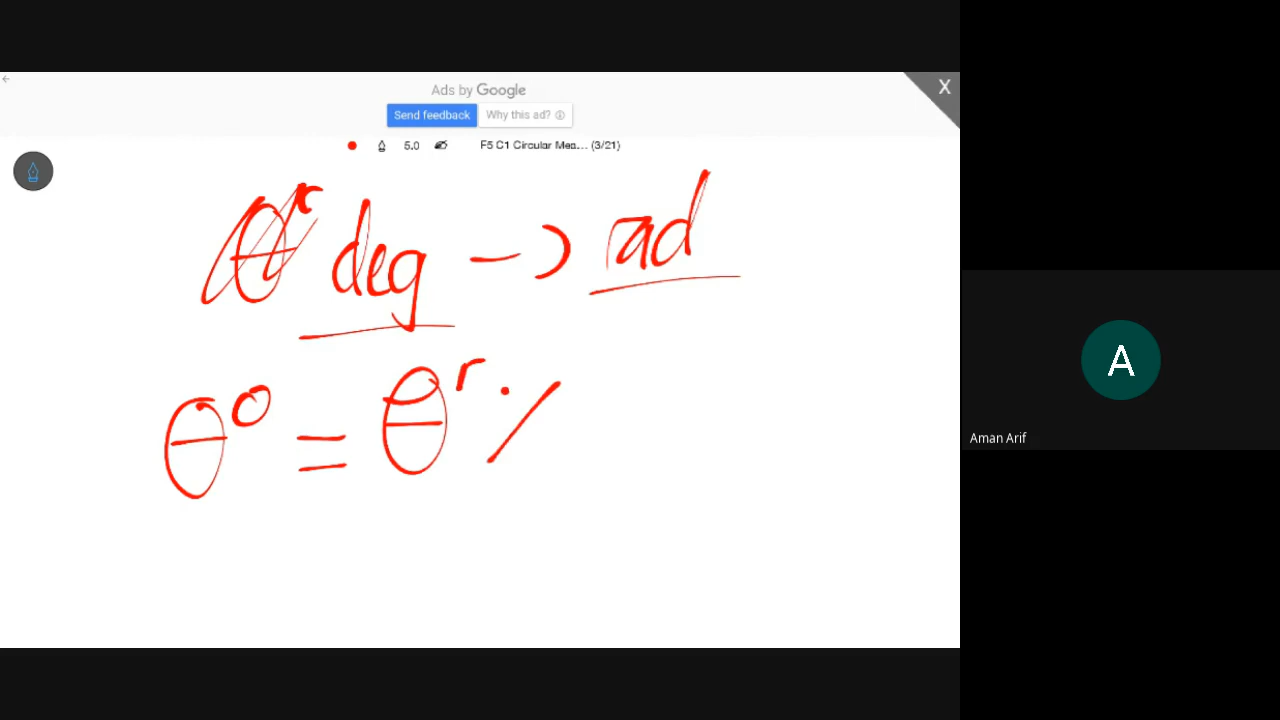 Ads by Google
Send feedback
Why this ad?
5.0
F5 C1 Circular Mea... (3/21)
deg -> rad
θ° = θʳ · /
A
Aman Arif
X